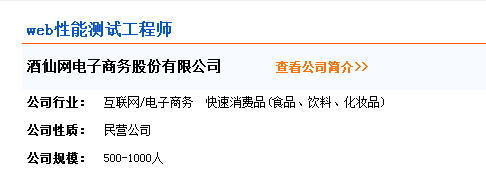 web性能测试工程师
酒仙网电子商务股份有限公司 查看公司简介>>
公司行业： 互联网/电子商务 快速消费品(食品、饮料、化妆品)
公司性质： 民营公司
公司规模： 500-1000人